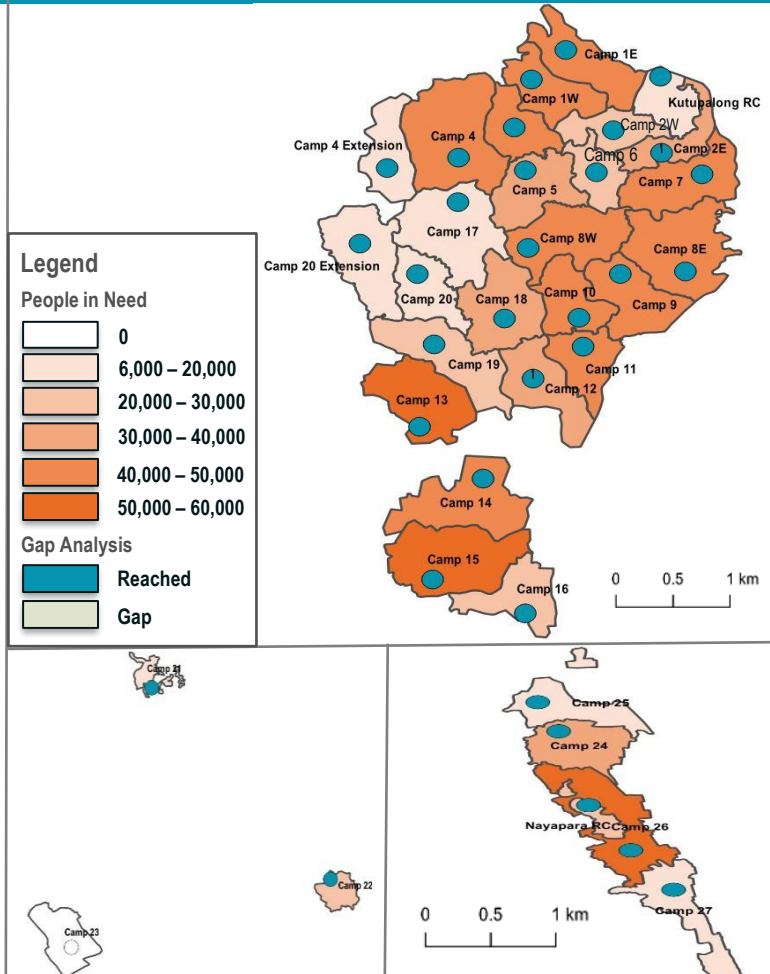 Camp 1E
Camp 1W
Kutupalong RC
Camp 2W
Camp 4 Extension
Camp 4
Camp 6
Camp 2E
Camp 5
Camp 7
Camp 17
Camp 8W
Camp 8E
Camp 20 Extension
Camp 20
Camp 18
Camp 10
Camp 9
Camp 19
Camp 11
Camp 12
Camp 13
Legend
People in Need
0
6,000 – 20,000
20,000 – 30,000
30,000 – 40,000
40,000 – 50,000
50,000 – 60,000
Gap Analysis
Reached
Gap
Camp 14
Camp 15
Camp 16
0 0.5 1 km
Camp 21
Camp 22
Camp 23
Camp 25
Camp 24
Nayapara RC
Camp 26
Camp 27
0 0.5 1 km